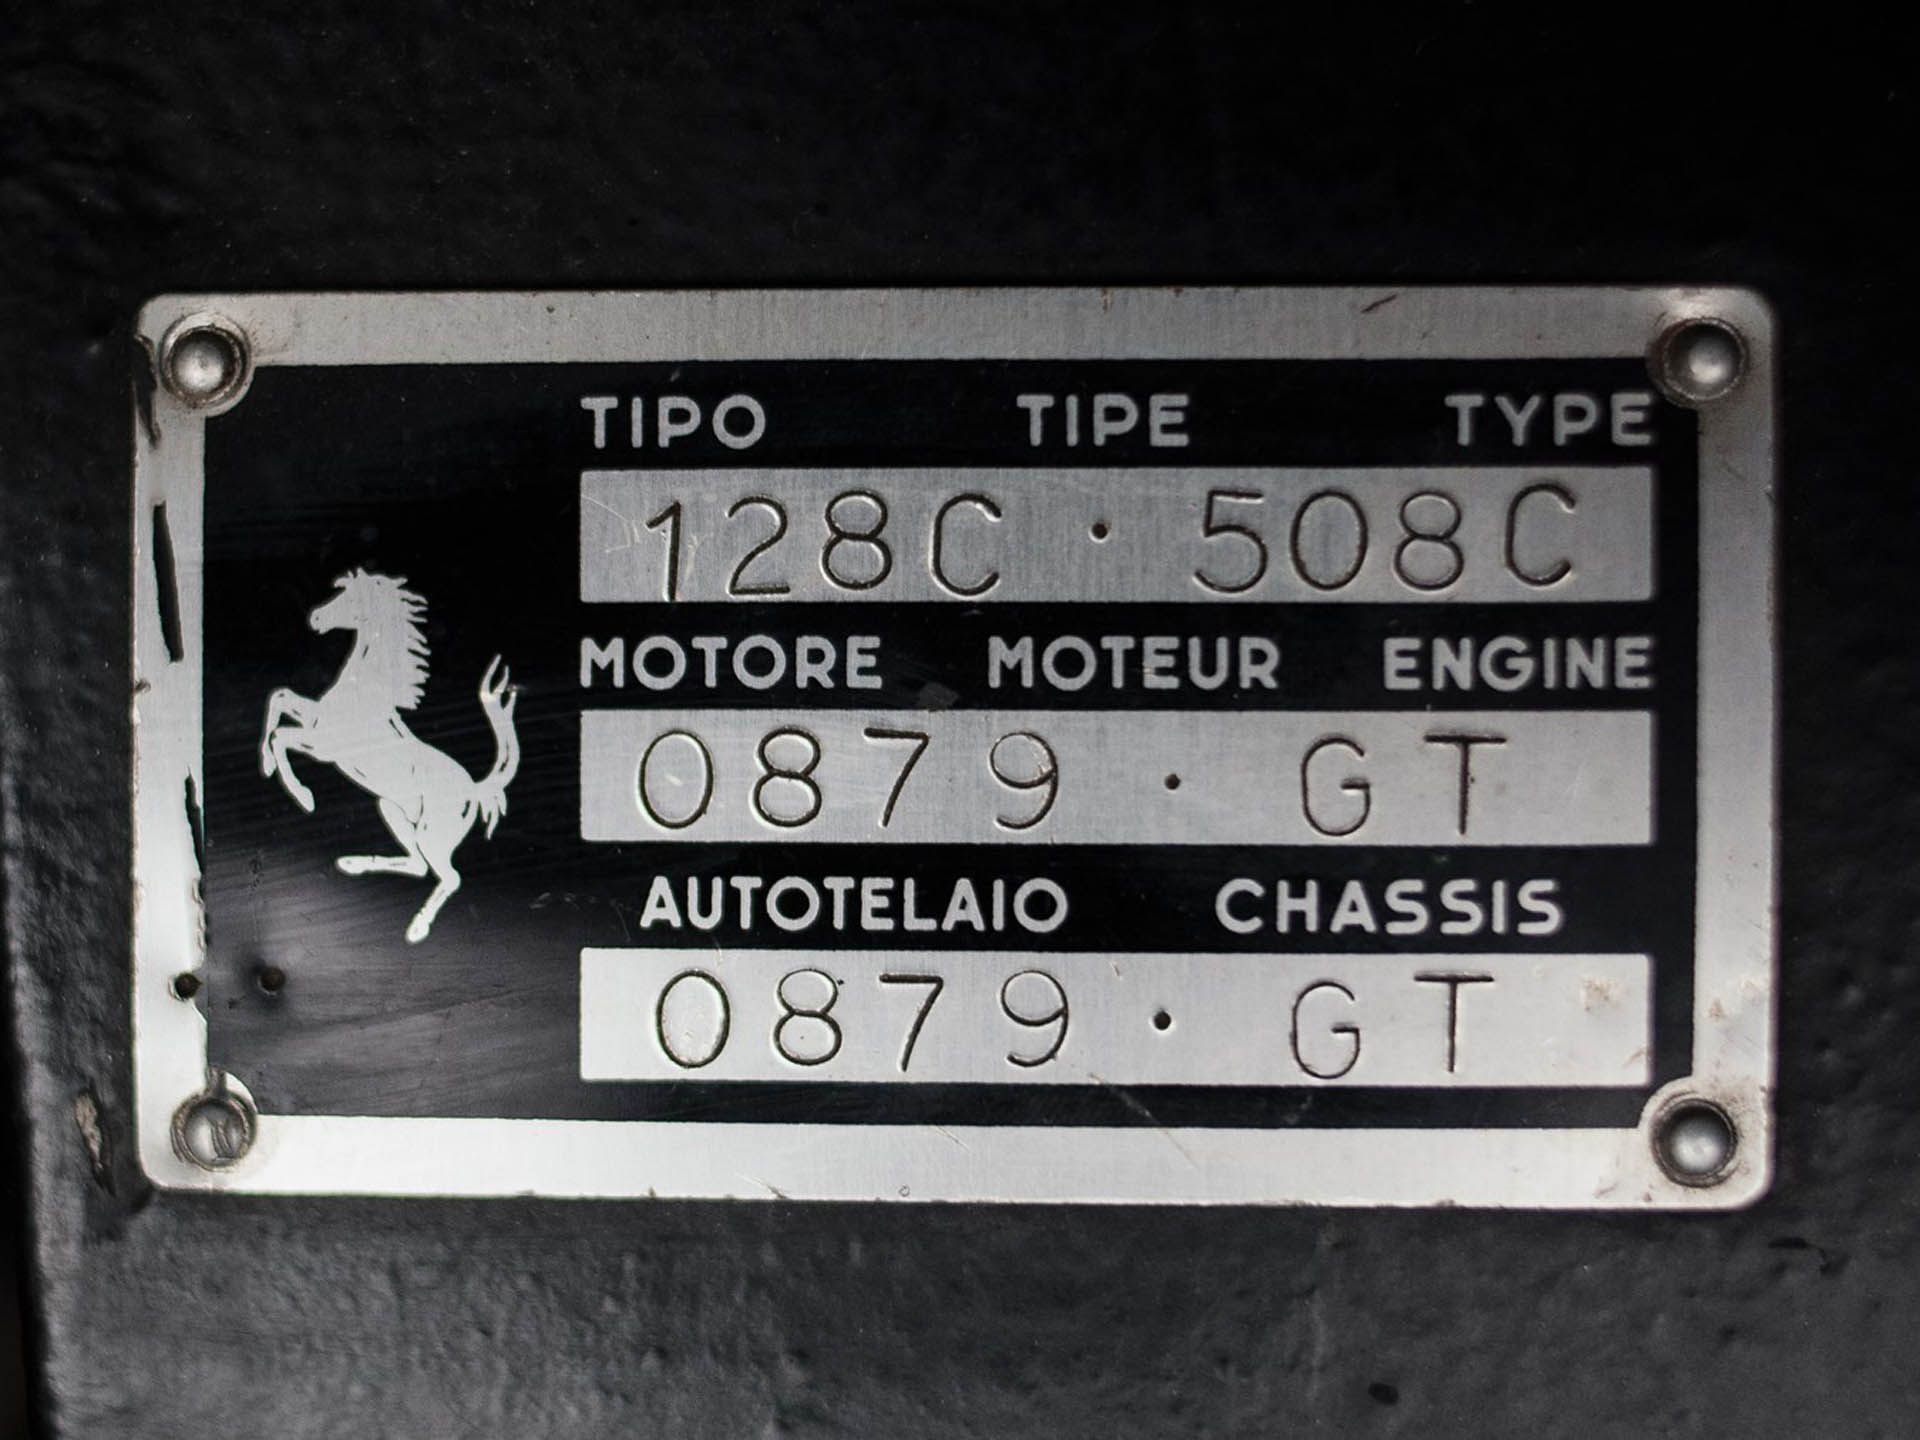 TIPO TIPE TYPE
128C · 508C
MOTORE MOTEUR ENGINE
0879 · GT
AUTOTELAIO CHASSIS
0879 · GT